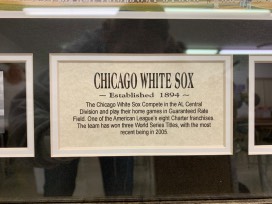 CHICAGO WHITE SOX
~ Established 1894 ~
The Chicago White Sox Compete in the AL Central
Division and play their home games in Guaranteed Rate
Field. One of the American League's eight Charter franchises.
The team has won three World Series Titles, with the most
recent being in 2005.